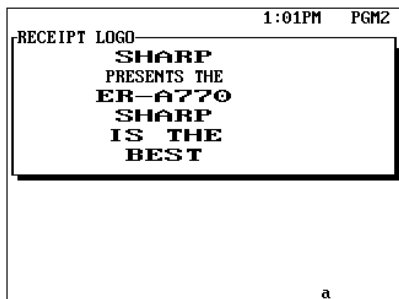 1:01PM PGM2
RECEIPT LOGO
SHARP
PRESENTS THE
ER-A770
SHARP
IS THE
BEST
a